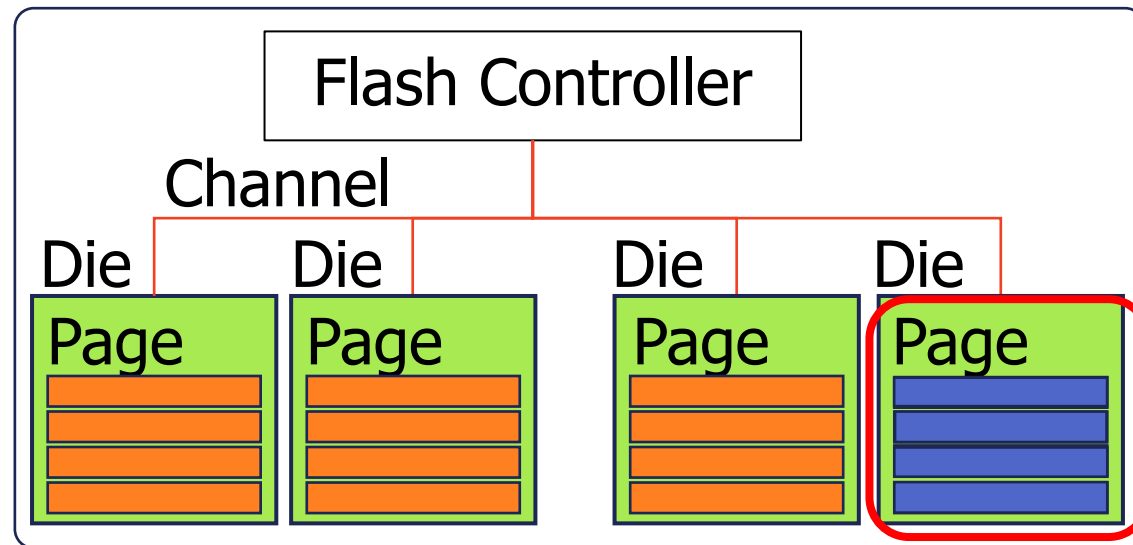 Flash Controller
Channel
Die Die Die Die
Page Page Page Page